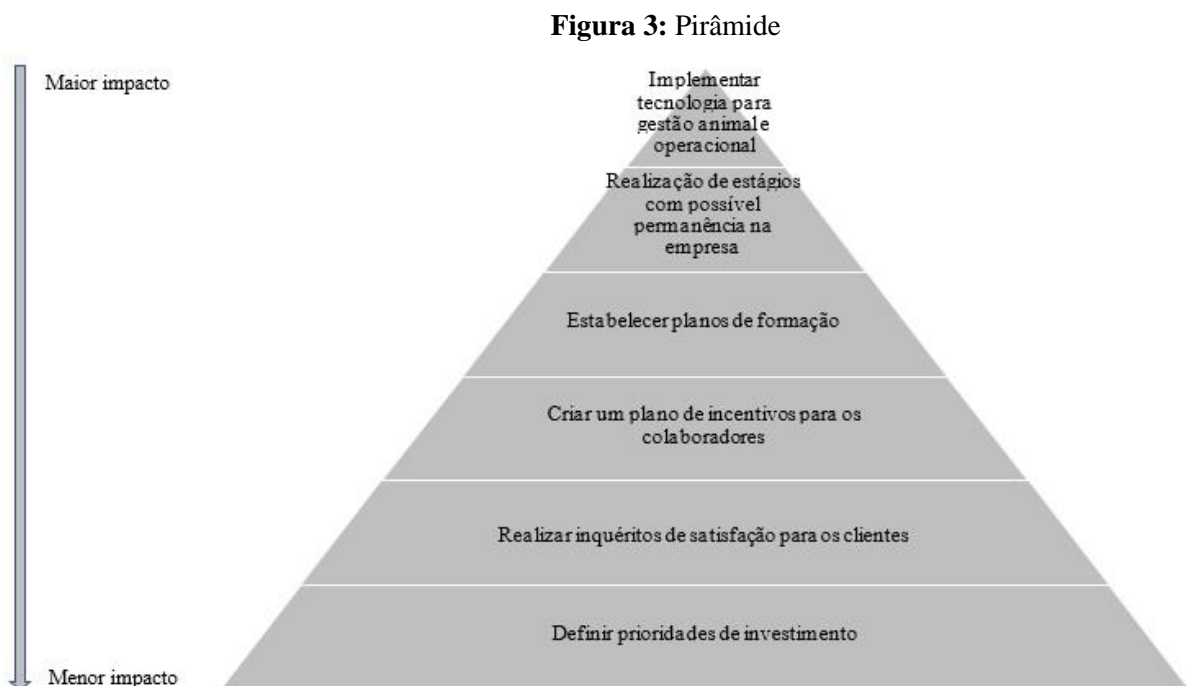 Figura 3: Pirâmide
Maior impacto
Implementar
tecnologia para
gestão animal e
operacional
Realização de estágios
com possível
permanência na
empresa
Estabelecer planos de formação
Criar um plano de incentivos para os
colaboradores
Realizar inquéritos de satisfação para os clientes
Definir prioridades de investimento
Menor impacto